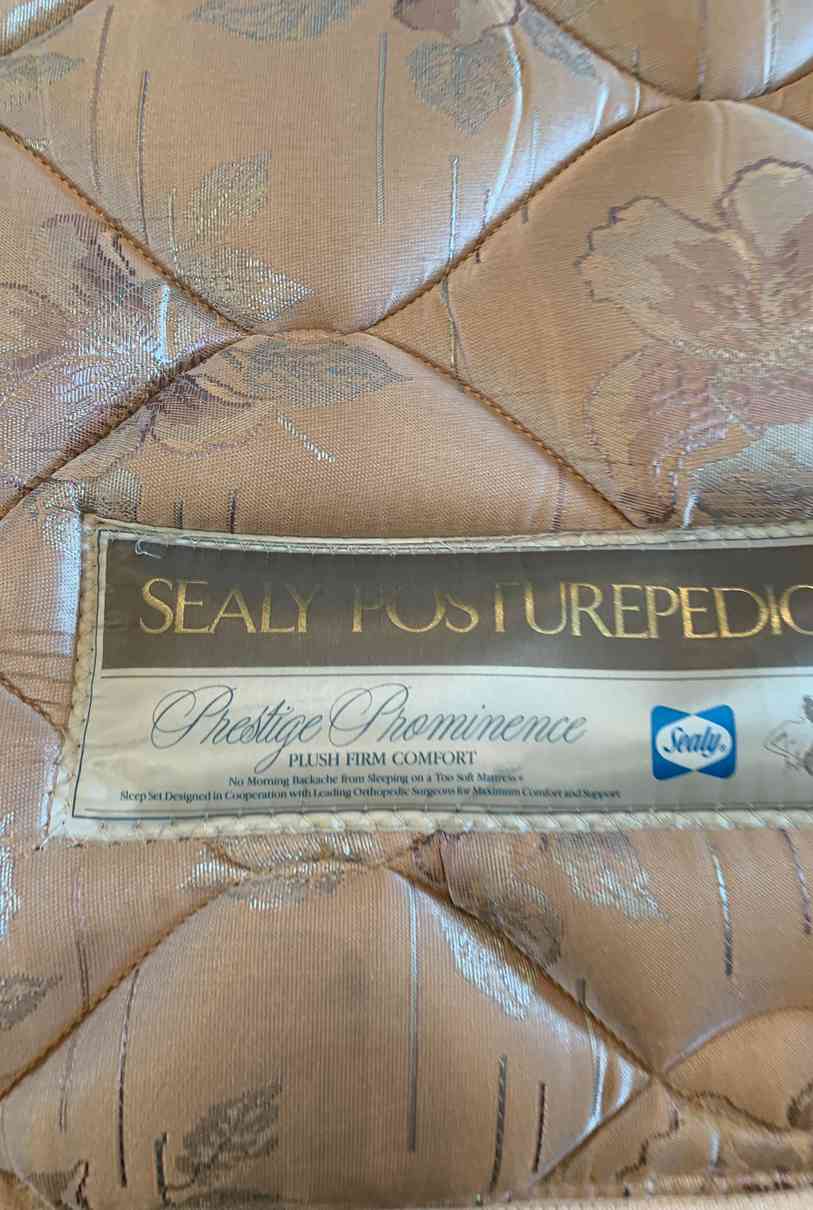 SEALY POSTUREPEDIC
Prestige Prominence
PLUSH FIRM COMFORT
Sealy®
No Morning Backache from Sleeping on a Too Soft Mattress
Sleep Set Designed in Cooperation with Leading Orthopedic Surgeons for Maximum Comfort and Support